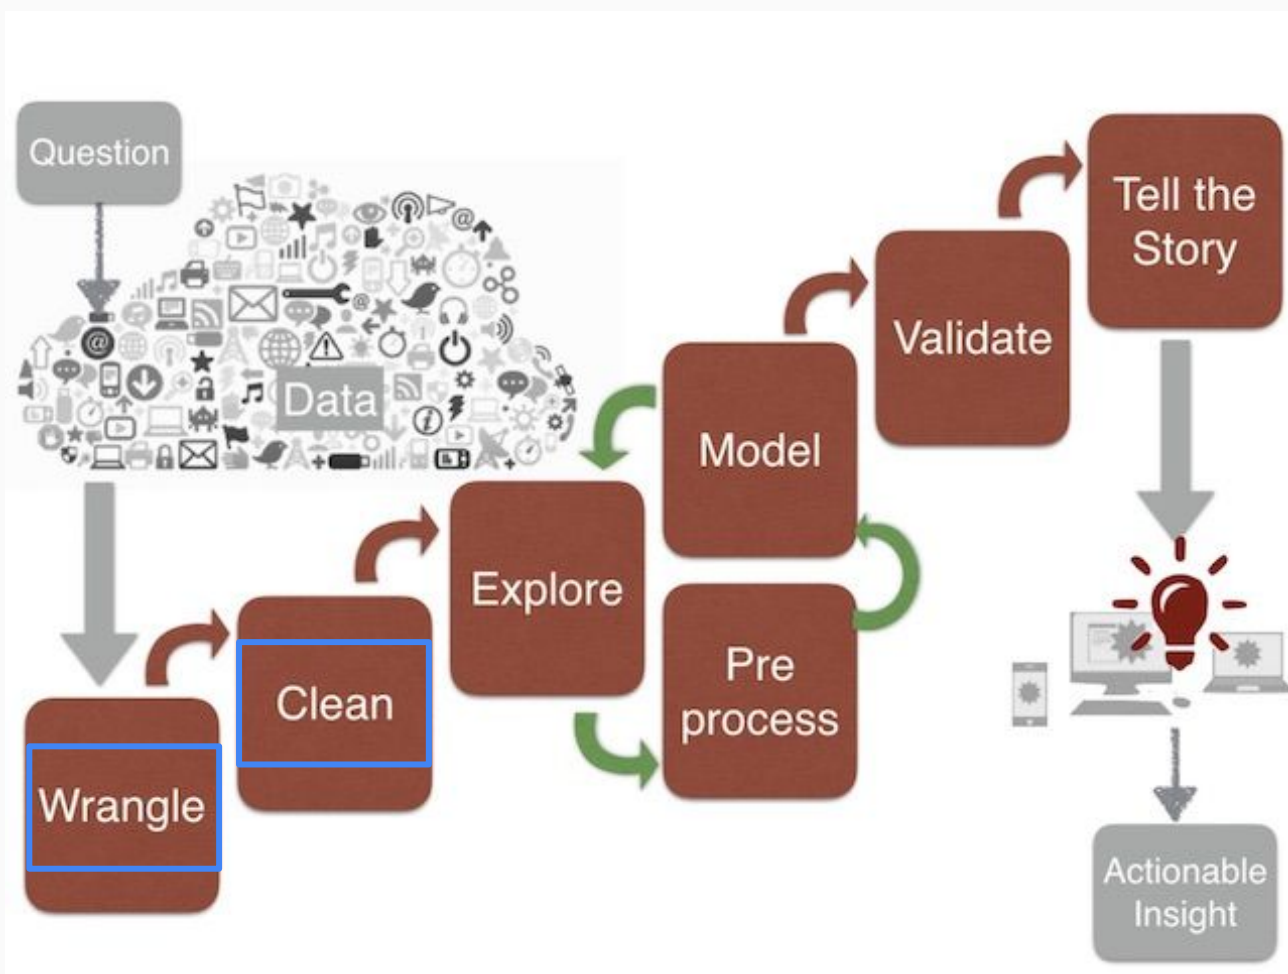 Question
Data
Wrangle
Clean
Explore
Pre
process
Model
Validate
Tell the
Story
Actionable
Insight